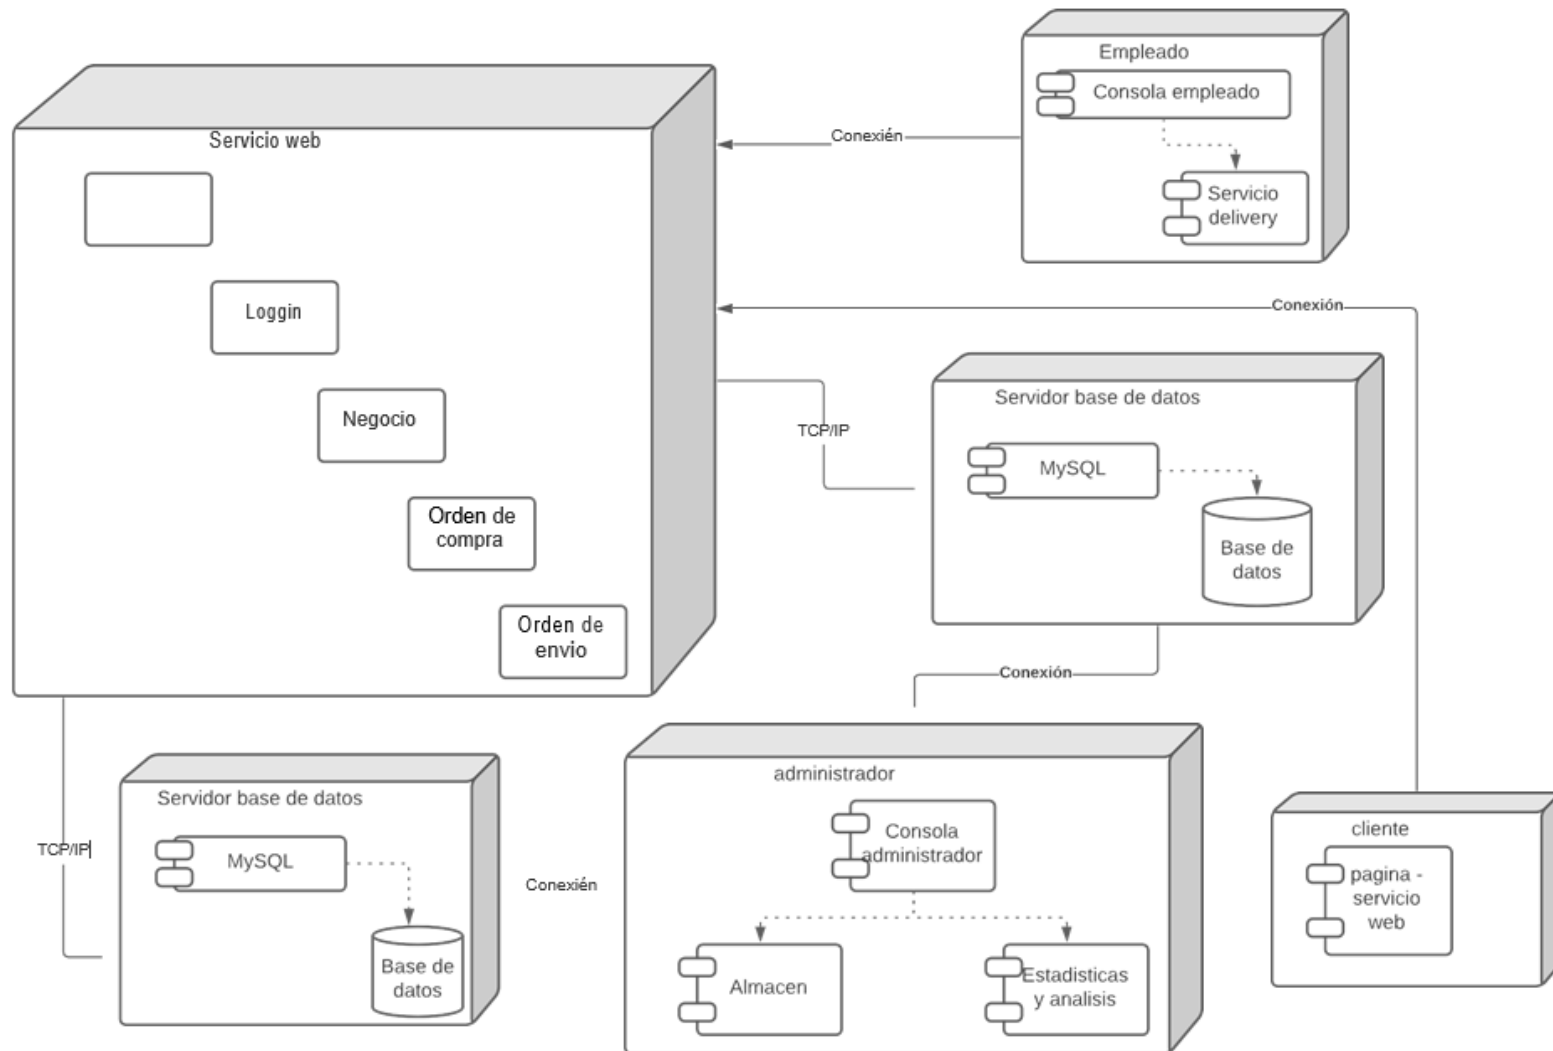 Empleado
Consola empleado
Servicio
delivery
Conexién
Servicio web
Loggin
Negocio
Orden de
compra
Orden de
envio
Conexión
TCP/IP
Servidor base de datos
MySQL
Base de
datos
Conexión
TCP/IP
Servidor base de datos
MySQL
Base de
datos
Conexién
administrador
Consola
administrador
Almacen
Estadisticas
y analisis
cliente
pagina -
servicio
web